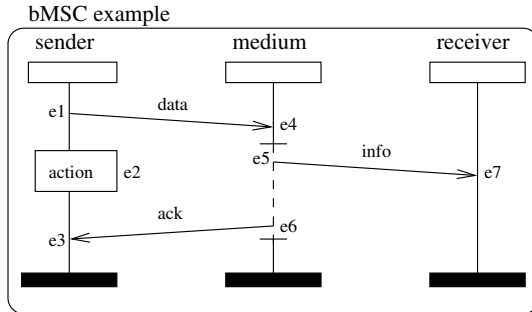 bMSC example
sender medium receiver
data
e1 e4
e5 info
action e2 e7
ack
e6
e3